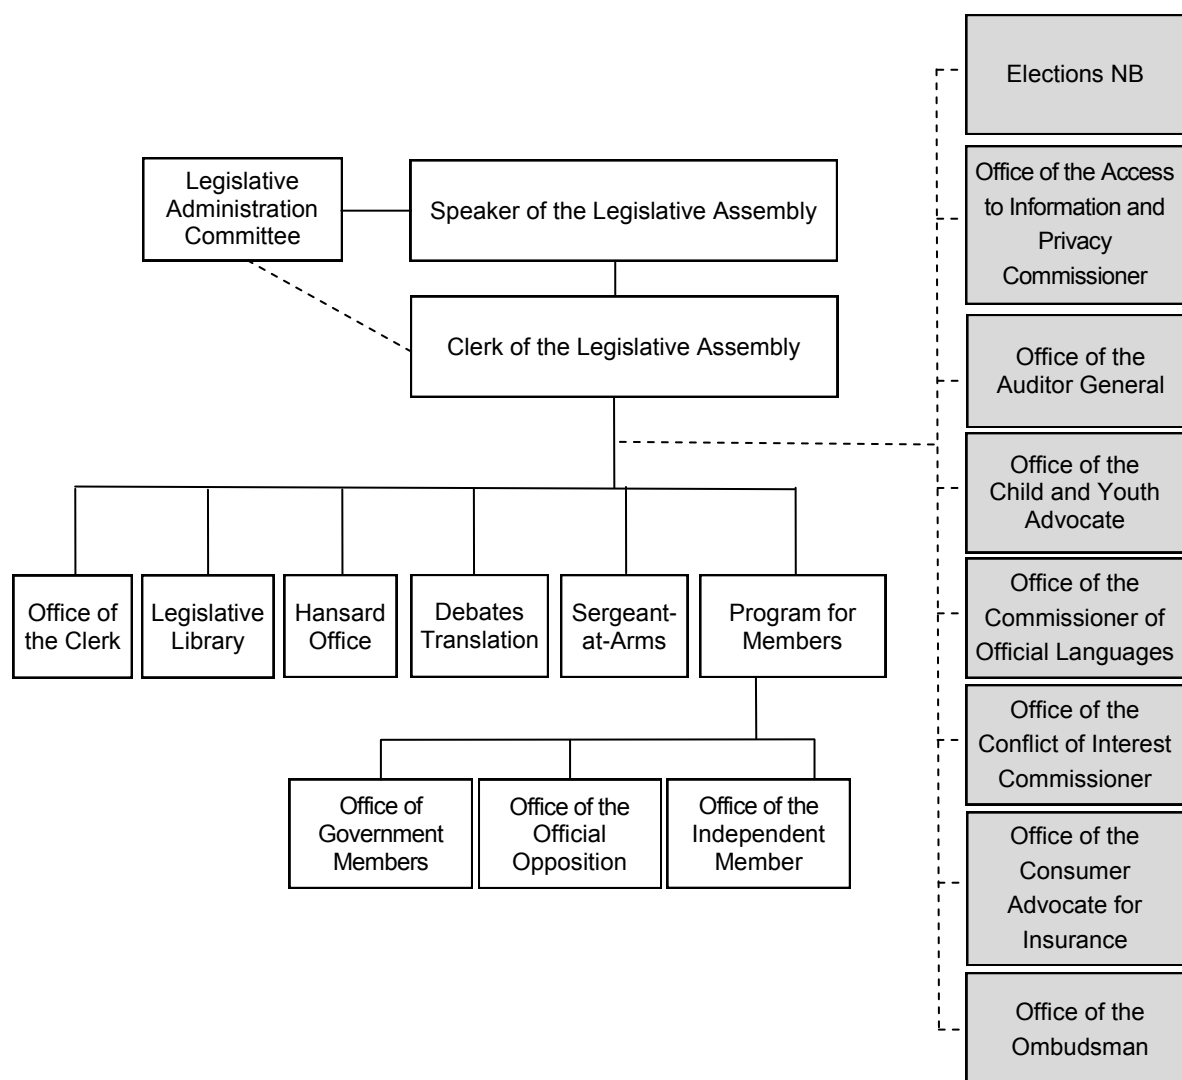 Legislative
Administration
Committee
Speaker of the Legislative Assembly
Clerk of the Legislative Assembly
Office of
the Clerk
Legislative
Library
Hansard
Office
Debates
Translation
Sergeant-
at-Arms
Program for
Members
Office of
Government
Members
Office of the
Official
Opposition
Office of the
Independent
Member
Elections NB
Office of the Access
to Information and
Privacy
Commissioner
Office of the
Auditor General
Office of the
Child and Youth
Advocate
Office of the
Commissioner of
Official Languages
Office of the
Conflict of Interest
Commissioner
Office of the
Consumer
Advocate for
Insurance
Office of the
Ombudsman